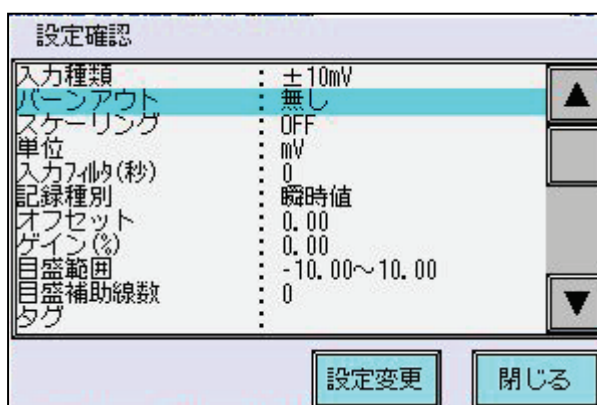 設定確認
入力種類 : ±10mV
バーンアウト : 無し
スケーリング : OFF
単位 : mV
入力フィルタ(秒) : 0
記録種別 : 瞬時値
オフセット : 0.00
ゲイン(%) : 0.00
目盛範囲 : -10.00~10.00
目盛補助線数 : 0
タグ :
設定変更 閉じる